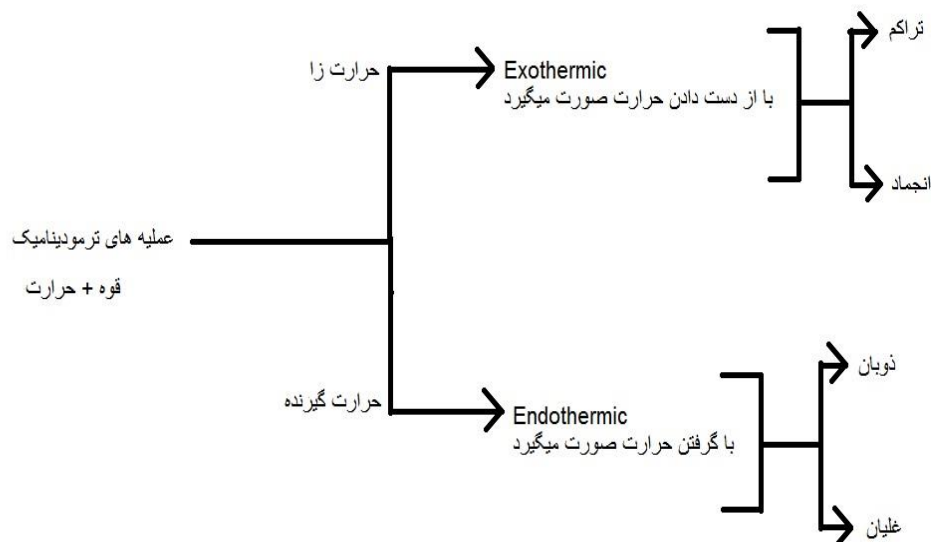 عملیه های ترمودینامیک
قوه + حرارت
حرارت زا
Exothermic
با از دست دادن حرارت صورت میگیرد
تراکم
انجماد
حرارت گیرنده
Endothermic
با گرفتن حرارت صورت میگیرد
ذوبان
غلیان